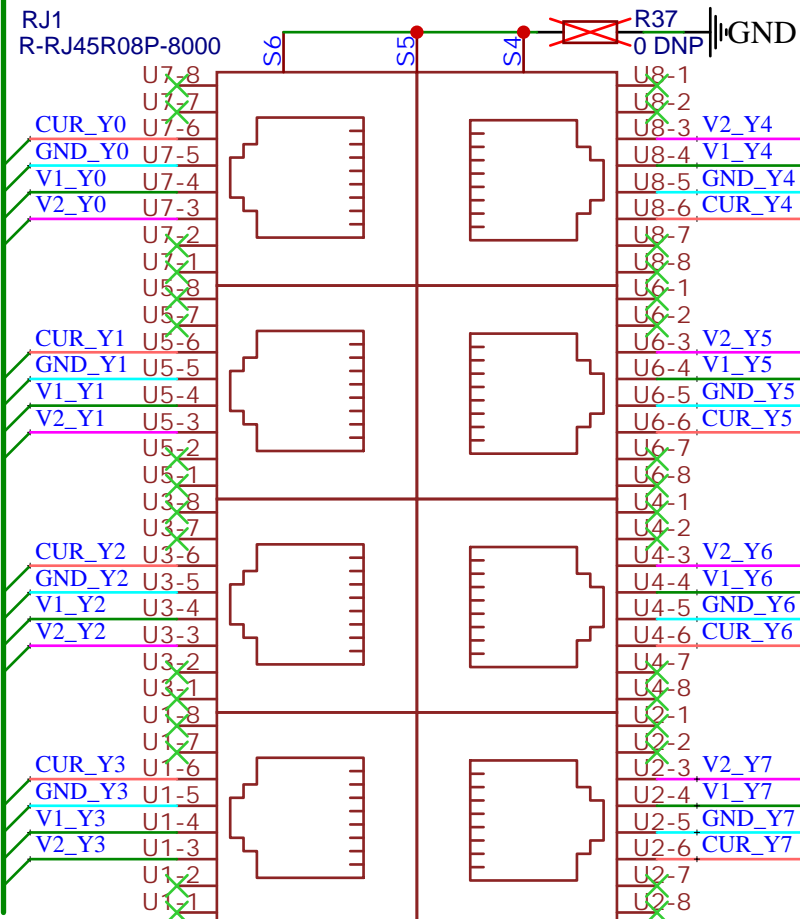 RJ1
R-RJ45R08P-8000
S6
S5
S4
R37
0 DNP
GND
U7-8
U7-7
CUR_Y0 U7-6
GND_Y0 U7-5
V1_Y0 U7-4
V2_Y0 U7-3
U7-2
U7-1
U5-8
U5-7
CUR_Y1 U5-6
GND_Y1 U5-5
V1_Y1 U5-4
V2_Y1 U5-3
U5-2
U5-1
U3-8
U3-7
CUR_Y2 U3-6
GND_Y2 U3-5
V1_Y2 U3-4
V2_Y2 U3-3
U3-2
U3-1
U1-8
U1-7
CUR_Y3 U1-6
GND_Y3 U1-5
V1_Y3 U1-4
V2_Y3 U1-3
U1-2
U1-1
U8-1
U8-2
U8-3 V2_Y4
U8-4 V1_Y4
U8-5 GND_Y4
U8-6 CUR_Y4
U8-7
U8-8
U6-1
U6-2
U6-3 V2_Y5
U6-4 V1_Y5
U6-5 GND_Y5
U6-6 CUR_Y5
U6-7
U6-8
U4-1
U4-2
U4-3 V2_Y6
U4-4 V1_Y6
U4-5 GND_Y6
U4-6 CUR_Y6
U4-7
U4-8
U2-1
U2-2
U2-3 V2_Y7
U2-4 V1_Y7
U2-5 GND_Y7
U2-6 CUR_Y7
U2-7
U2-8